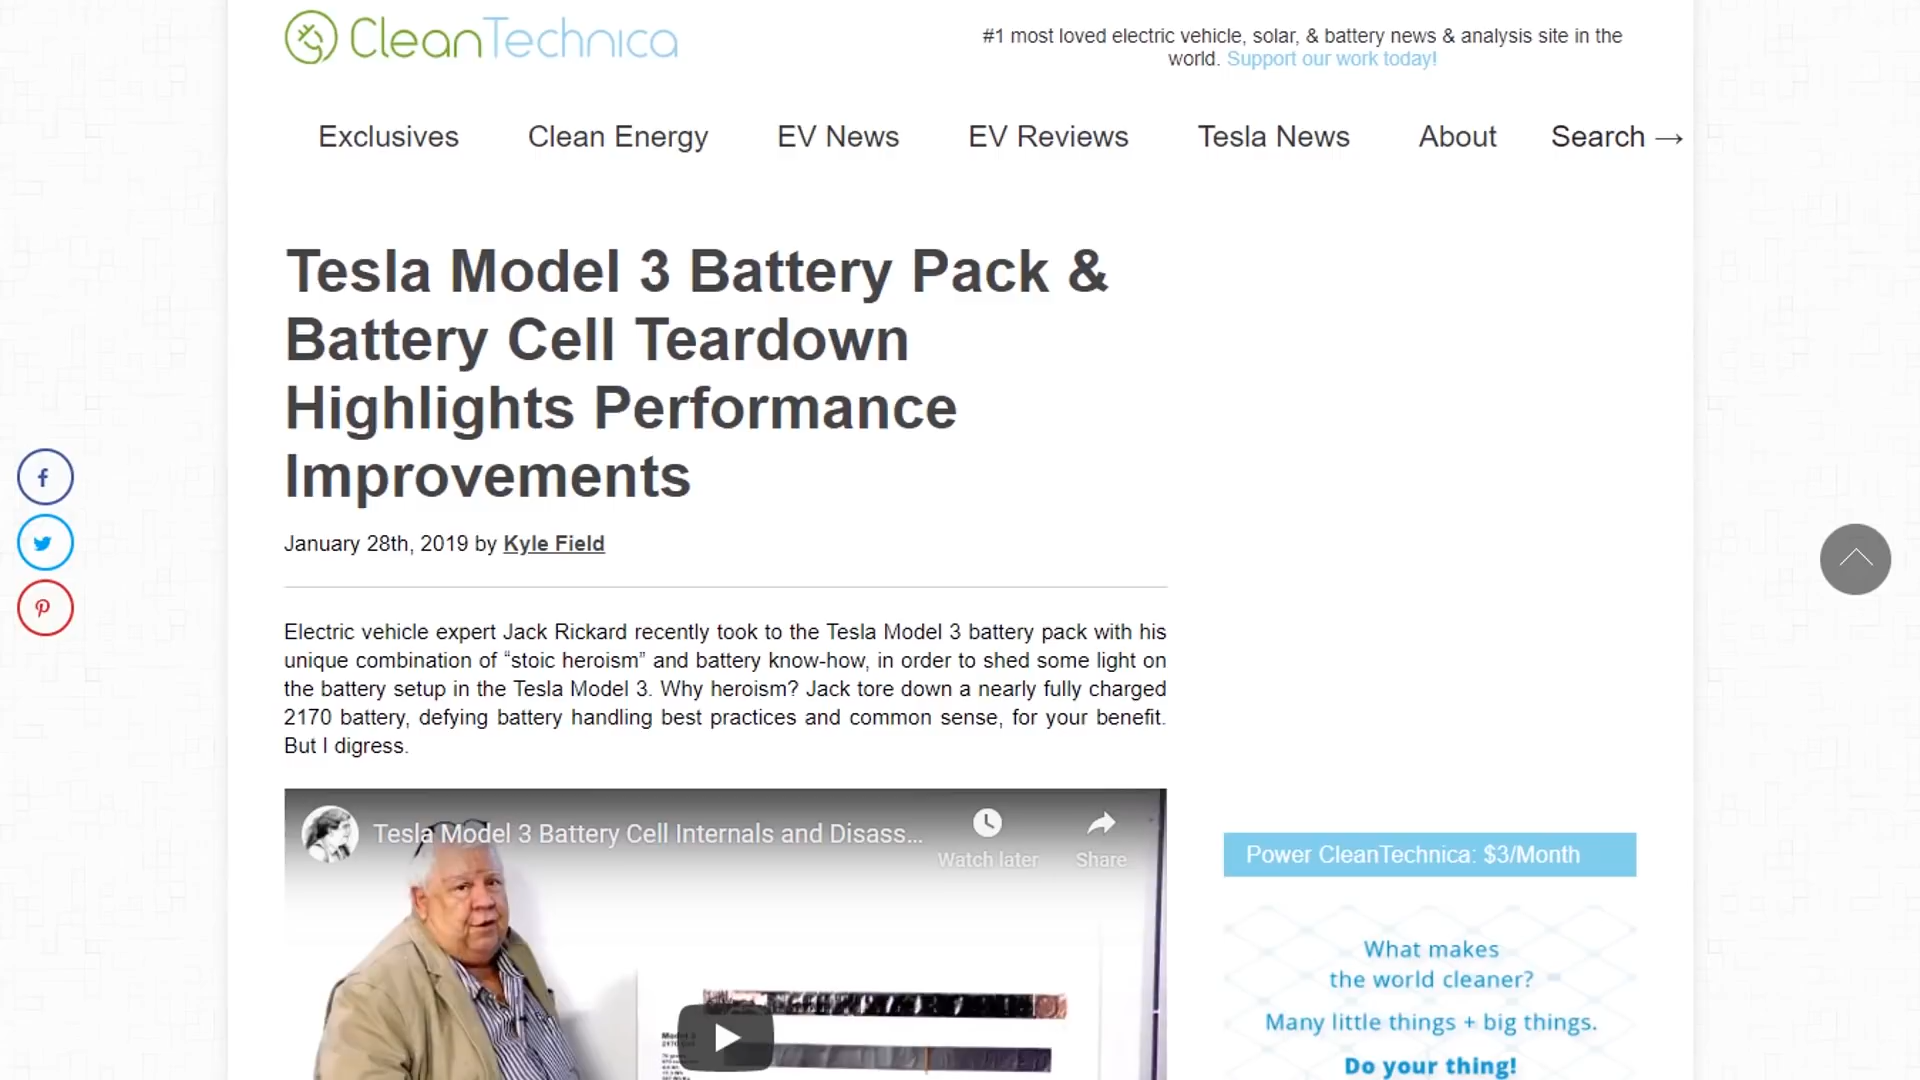 CleanTechnica
#1 most loved electric vehicle, solar, & battery news & analysis site in the
world. Support our work today!
Exclusives
Clean Energy
EV News
EV Reviews
Tesla News
About
Search →
Tesla Model 3 Battery Pack &
Battery Cell Teardown
Highlights Performance
Improvements
January 28th, 2019 by Kyle Field
Electric vehicle expert Jack Rickard recently took to the Tesla Model 3 battery pack with his
unique combination of “stoic heroism” and battery know-how, in order to shed some light on
the battery setup in the Tesla Model 3. Why heroism? Jack tore down a nearly fully charged
2170 battery, defying battery handling best practices and common sense, for your benefit.
But I digress.
Tesla Model 3 Battery Cell Internals and Disass...
Watch later
Share
Model 3
Power CleanTechnica: $3/Month
What makes
the world cleaner?
Many little things + big things.
Do your thing!